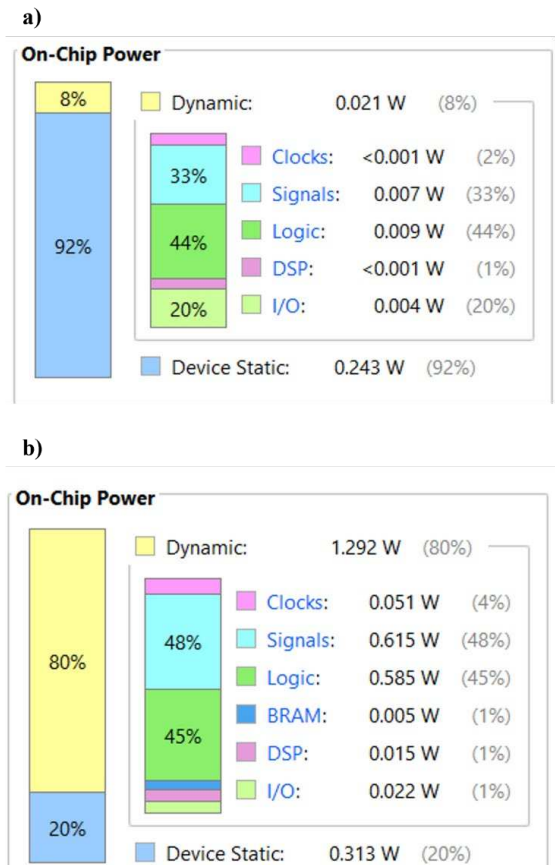 a)
On-Chip Power
8%
92%
Dynamic: 0.021 W (8%)
33%
44%
20%
Clocks: <0.001 W (2%)
Signals: 0.007 W (33%)
Logic: 0.009 W (44%)
DSP: <0.001 W (1%)
I/O: 0.004 W (20%)
Device Static: 0.243 W (92%)
b)
On-Chip Power
80%
20%
Dynamic: 1.292 W (80%)
48%
45%
Clocks: 0.051 W (4%)
Signals: 0.615 W (48%)
Logic: 0.585 W (45%)
BRAM: 0.005 W (1%)
DSP: 0.015 W (1%)
I/O: 0.022 W (1%)
Device Static: 0.313 W (20%)